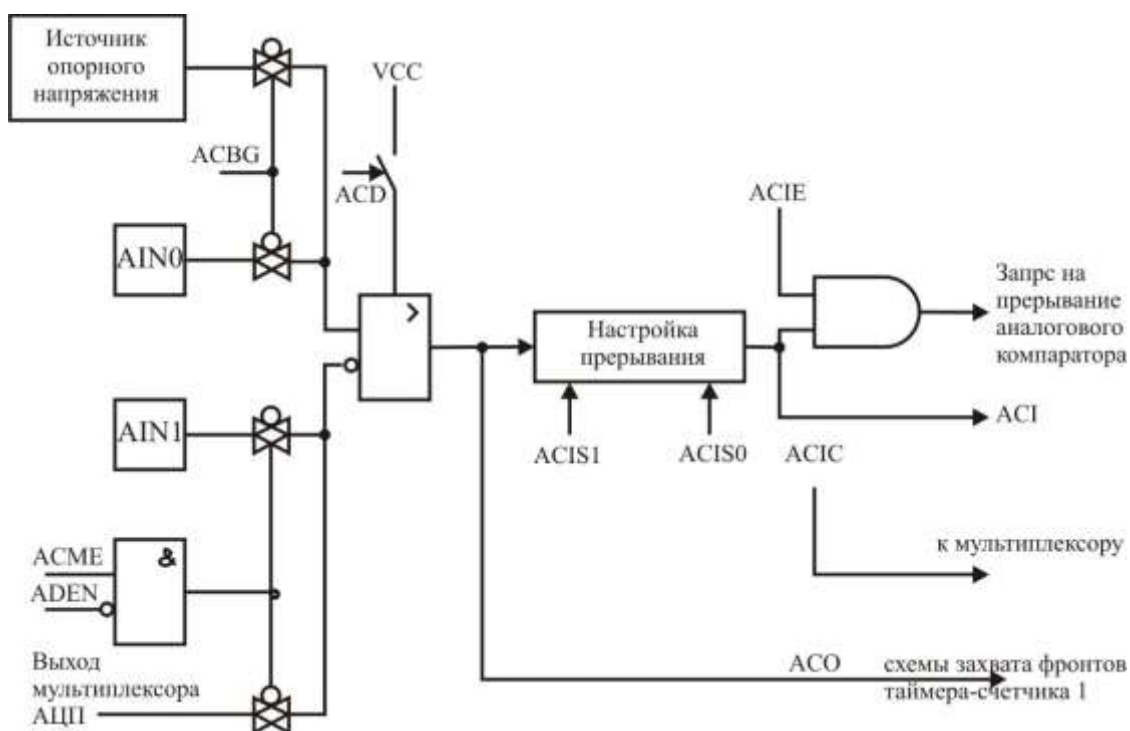 Источник
опорного
напряжения
VCC
ACBG
ACD
ACIE
AIN0
Запрс на
прерывание
аналогового
компаратора
>
Настройка
прерывания
AIN1
ACI
ACIS1
ACIS0
ACIC
ACME
&
ADEN
к мультиплексору
Выход
мультиплексора
АЦП
ACO
схемы захвата фронтов
таймера-счетчика 1